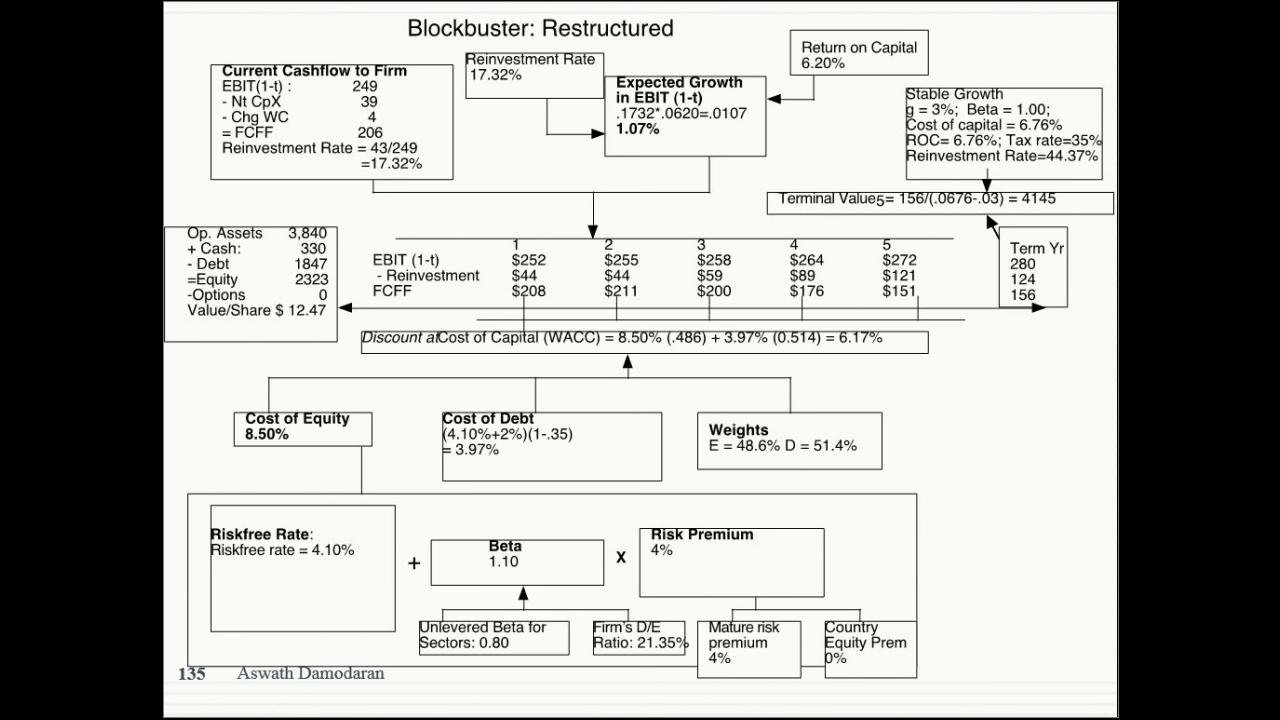 Blockbuster: Restructured
Current Cashflow to Firm
EBIT(1-t) : 249
- Nt CpX 39
- Chg WC 4
= FCFF 206
Reinvestment Rate = 43/249
=17.32%
Reinvestment Rate
17.32%
Expected Growth
in EBIT (1-t)
.1732*.0620=.0107
1.07%
Return on Capital
6.20%
Stable Growth
g = 3%; Beta = 1.00;
Cost of capital = 6.76%
ROC= 6.76%; Tax rate=35%
Reinvestment Rate=44.37%
Terminal Value5= 156/(.0676-.03) = 4145
Op. Assets 3,840
+ Cash: 330
- Debt 1847
=Equity 2323
-Options 0
Value/Share $ 12.47
1 2 3 4 5
EBIT (1-t) $252 $255 $258 $264 $272
- Reinvestment $44 $44 $59 $89 $121
FCFF $208 $211 $200 $176 $151
Term Yr
280
124
156
Discount at Cost of Capital (WACC) = 8.50% (.486) + 3.97% (0.514) = 6.17%
Cost of Equity
8.50%
Cost of Debt
(4.10%+2%)(1-.35)
= 3.97%
Weights
E = 48.6% D = 51.4%
Riskfree Rate:
Riskfree rate = 4.10%
+
Beta
1.10
X
Risk Premium
4%
Unlevered Beta for
Sectors: 0.80
Firm's D/E
Ratio: 21.35%
Mature risk
premium
4%
Country
Equity Prem
0%
135 Aswath Damodaran